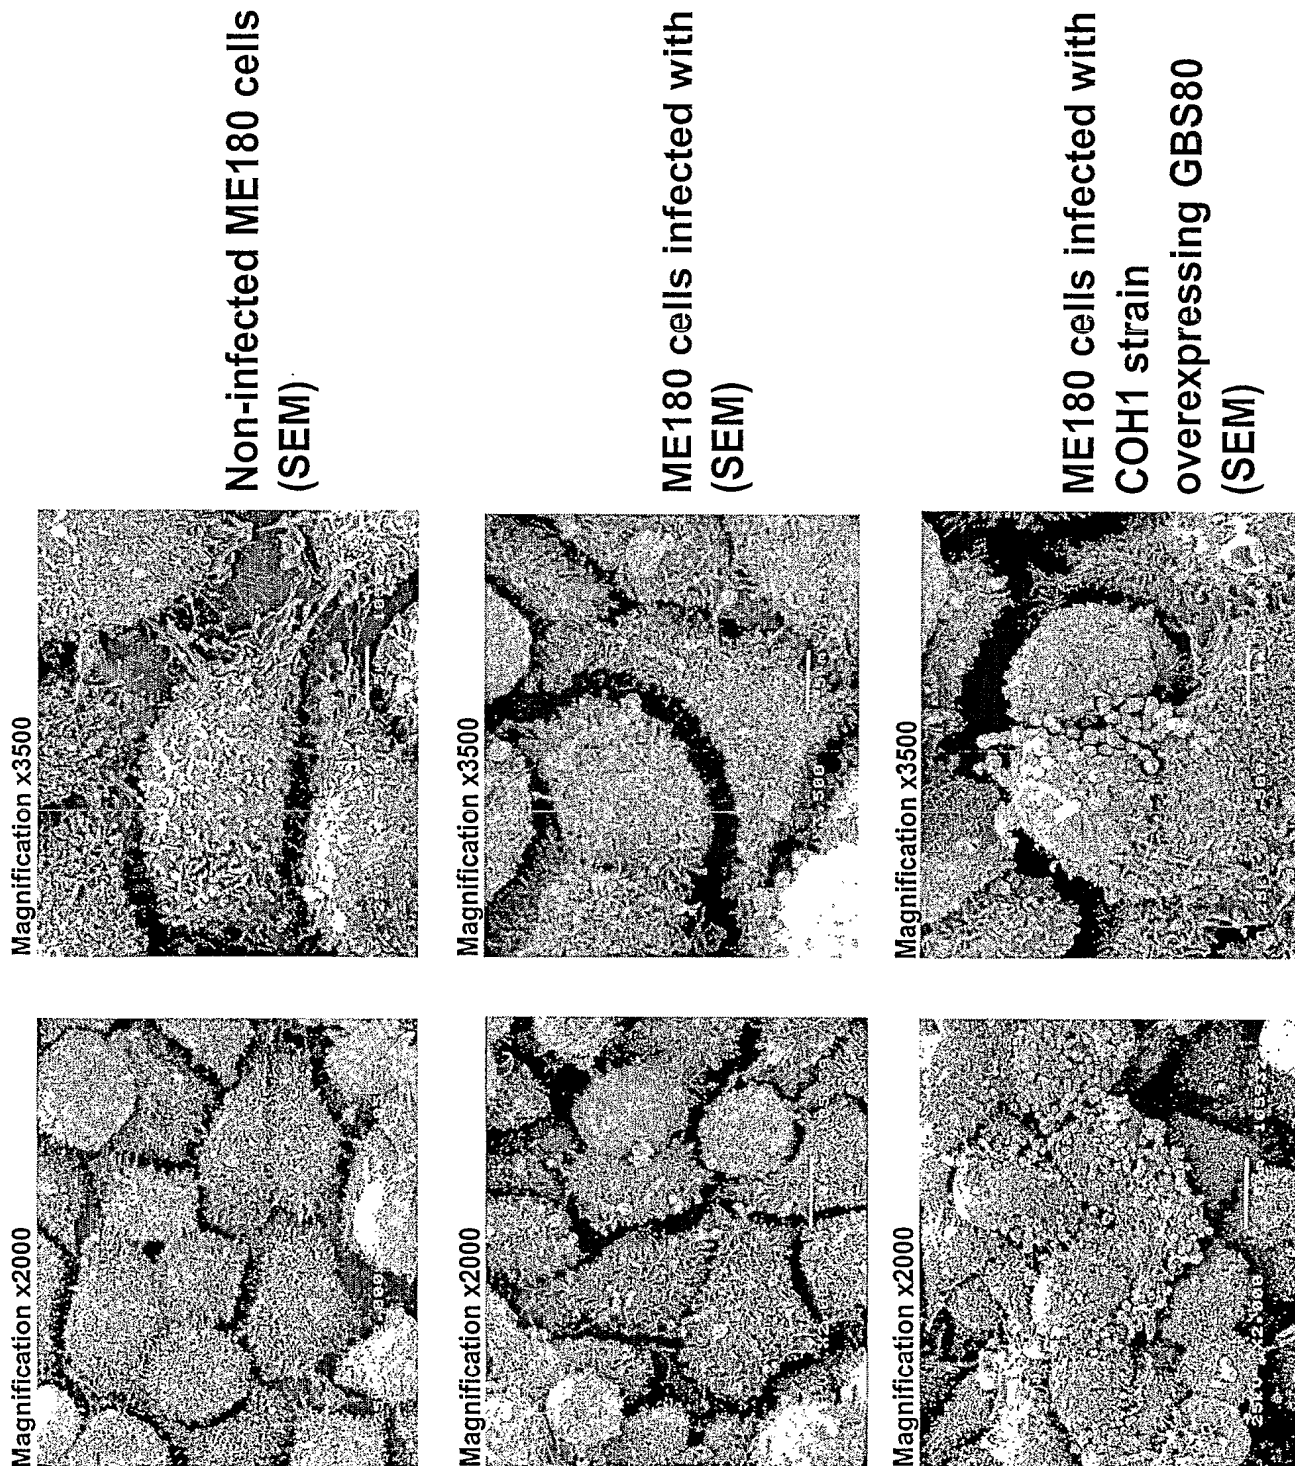 Magnification x2000
Magnification x3500
Non-infected ME180 cells
(SEM)
Magnification x2000
Magnification x3500
ME180 cells infected with
(SEM)
Magnification x2000
Magnification x3500
ME180 cells infected with
COH1 strain
overexpressing GBS80
(SEM)